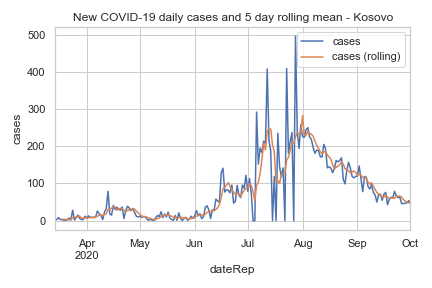 New COVID-19 daily cases and 5 day rolling mean - Kosovo
cases
cases (rolling)
500
400
300
200
100
0
cases
Apr
2020
May
Jun
Jul
Aug
Sep
Oct
dateRep